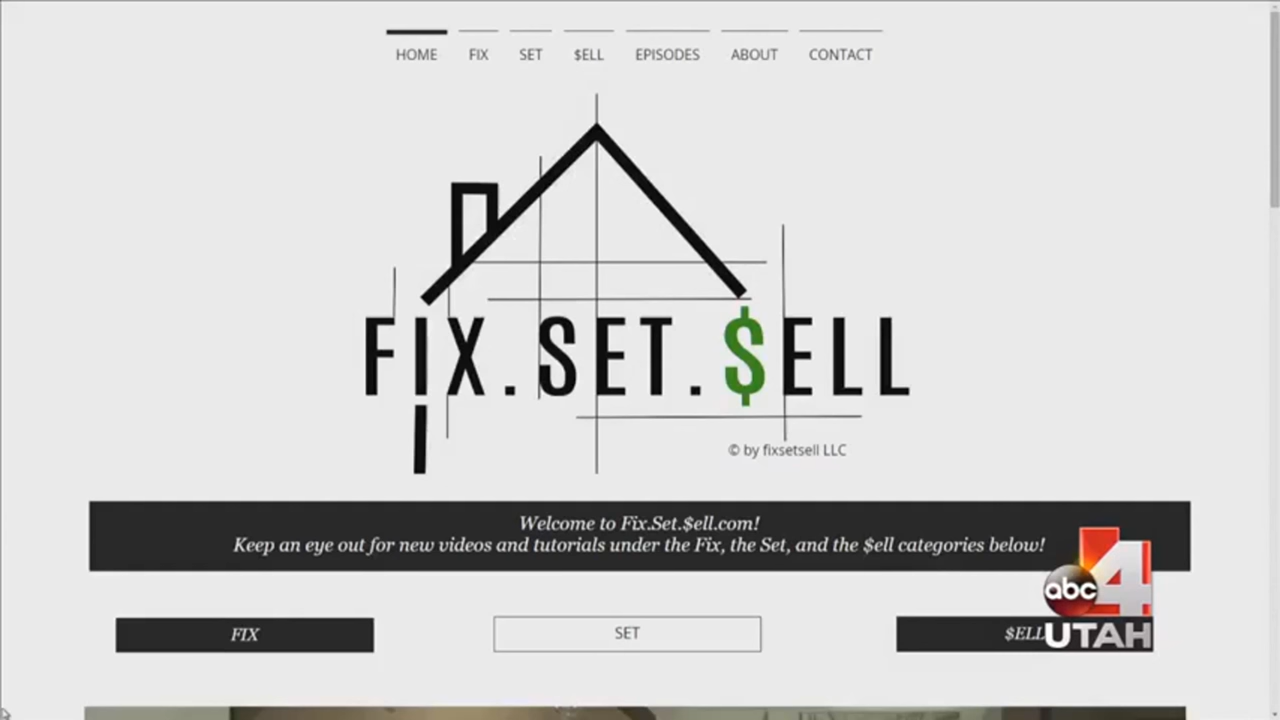 HOME FIX SET $ELL EPISODES ABOUT CONTACT
FIX.SET.$ELL
© by fixsetsell LLC
Welcome to Fix.Set.$ell.com!
Keep an eye out for new videos and tutorials under the Fix, the Set, and the $ell categories below!
FIX SET $ELL
abc 4
UTAH